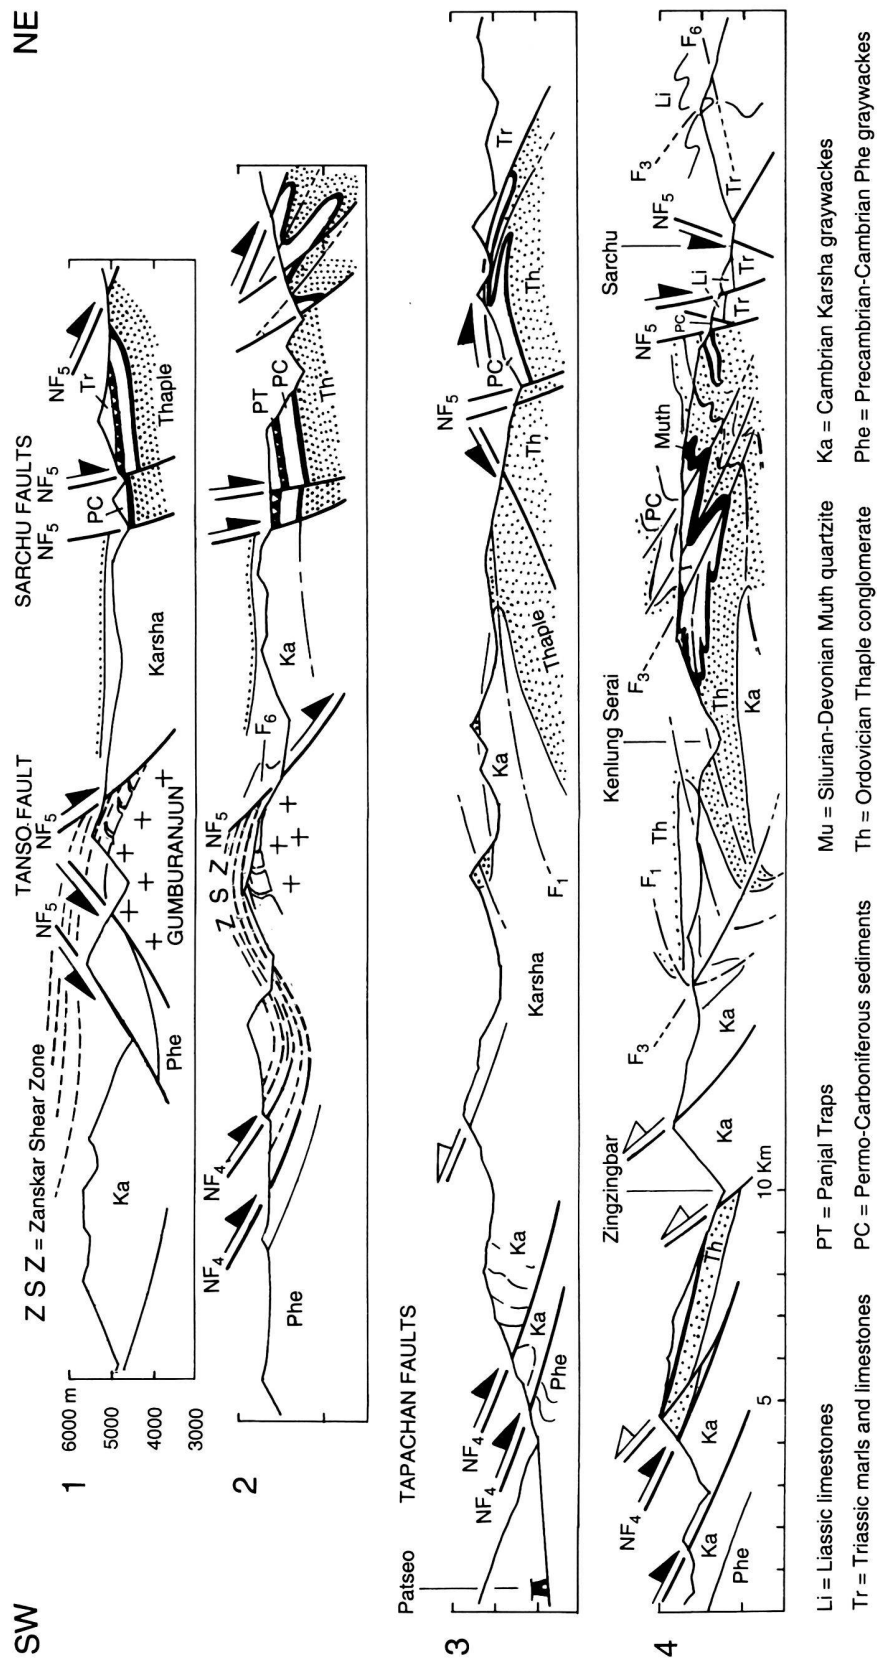 SW
NE
1
6000 m
5000
4000
3000
Z S Z = Zanskar Shear Zone
TANSO FAULT
SARCHU FAULTS
NF5
NF5
NF5
NF5
NF5
Ka
Phe
GUMBURANJUN
Karsha
PC
Tr
Thaple
2
NF4
NF4
Phe
Z S Z
NF5
F6
Ka
PT
PC
Th
3
Patseo
TAPACHAN FAULTS
NF4
NF4
Phe
Ka
Ka
Karsha
F1
Ka
Thaple
Th
NF5
PC
Th
Tr
4
NF4
Zingzingbar
Kenlung Serai
Sarchu
Phe
Ka
Ka
Th
Ka
Ka
F3
F1
Th
F3
Th
Ka
PC
Muth
NF5
PC
Li
Tr
Tr
NF5
Tr
F3
Li
F6
5
10 Km
Li = Liassic limestones
PT = Panjal Traps
Mu = Silurian-Devonian Muth quartzite
Ka = Cambrian Karsha graywackes
Tr = Triassic marls and limestones
PC = Permo-Carboniferous sediments
Th = Ordovician Thaple conglomerate
Phe = Precambrian-Cambrian Phe graywackes